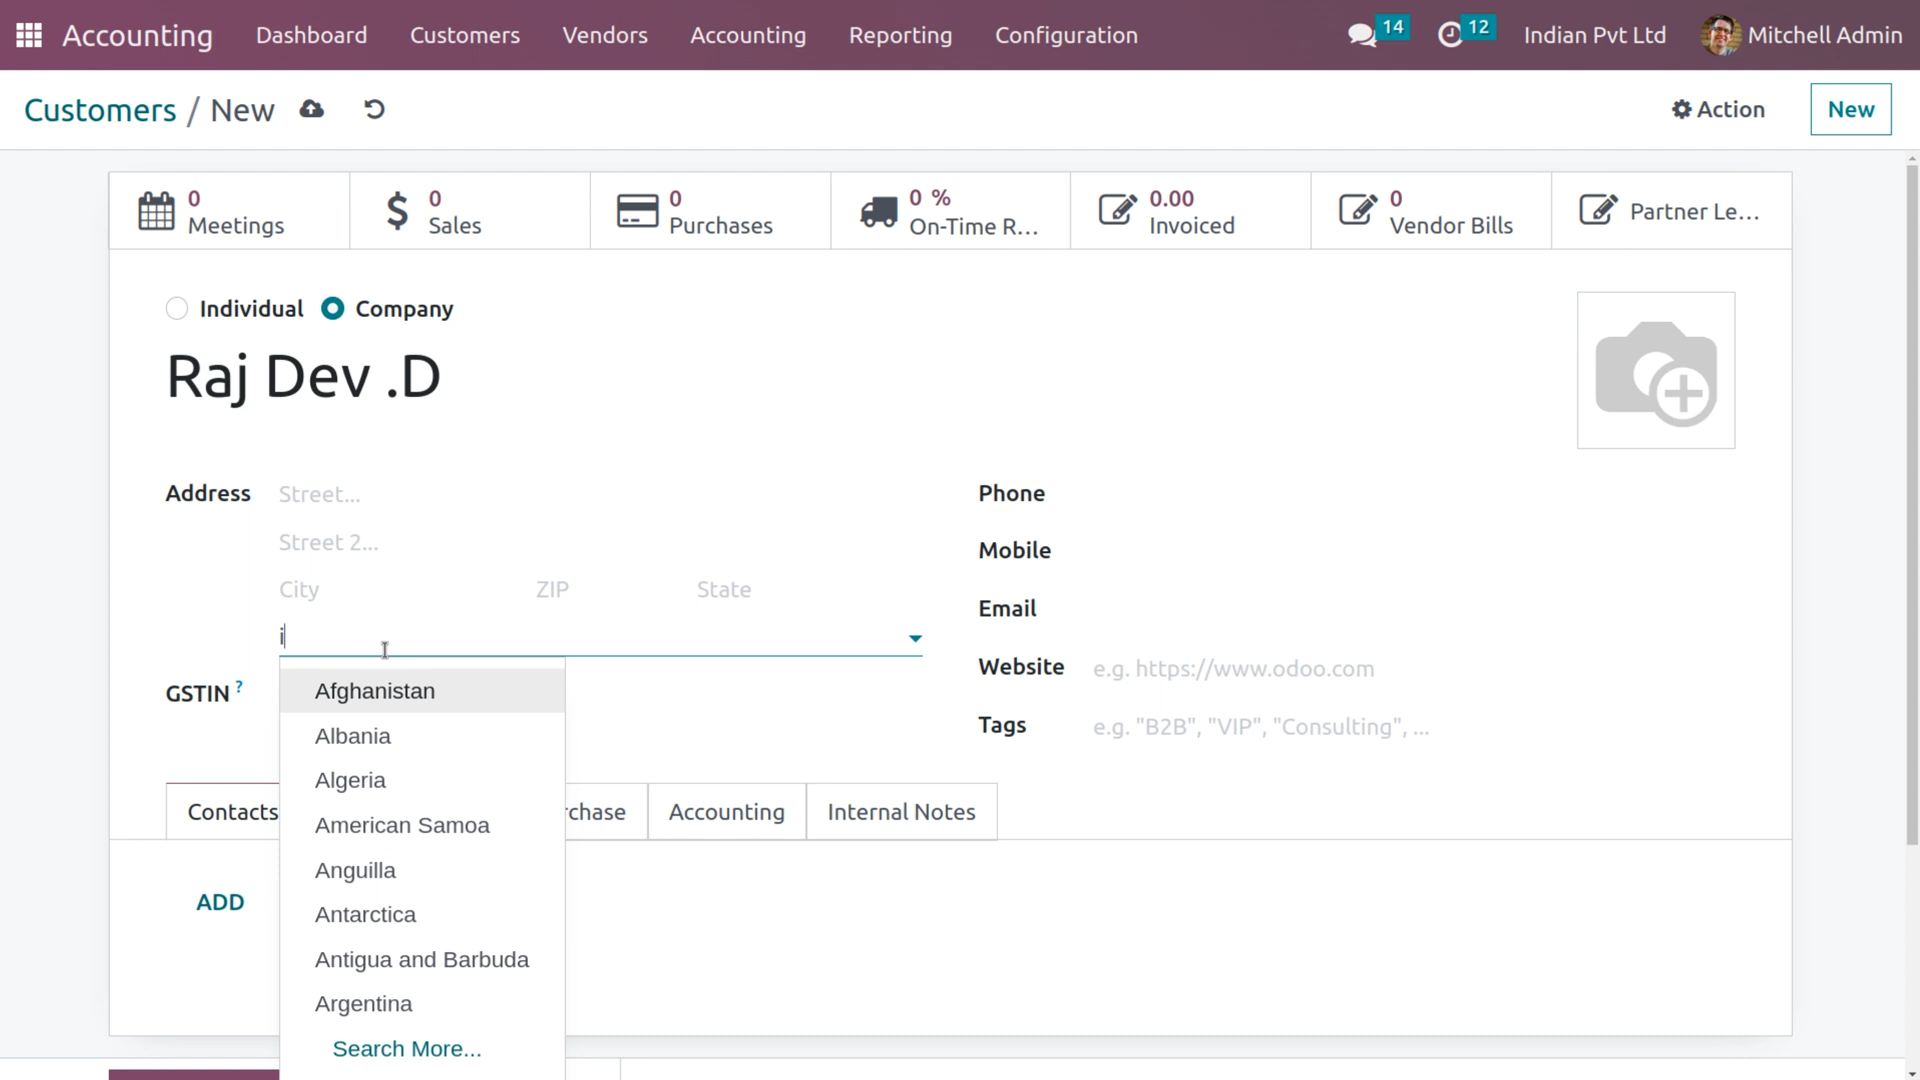 Accounting Dashboard Customers Vendors Accounting Reporting Configuration 14 12 Indian Pvt Ltd Mitchell Admin
Customers / New Action New
0 Meetings
0 Sales
0 Purchases
0 % On-Time R...
0.00 Invoiced
0 Vendor Bills
Partner Le...
Individual Company
Raj Dev .D
Address Street...
Street 2...
City ZIP State
i
GSTIN ?
Phone
Mobile
Email
Website e.g. https://www.odoo.com
Tags e.g. "B2B", "VIP", "Consulting", ...
Afghanistan
Albania
Algeria
American Samoa
Anguilla
Antarctica
Antigua and Barbuda
Argentina
Search More...
Contacts rchase Accounting Internal Notes
ADD